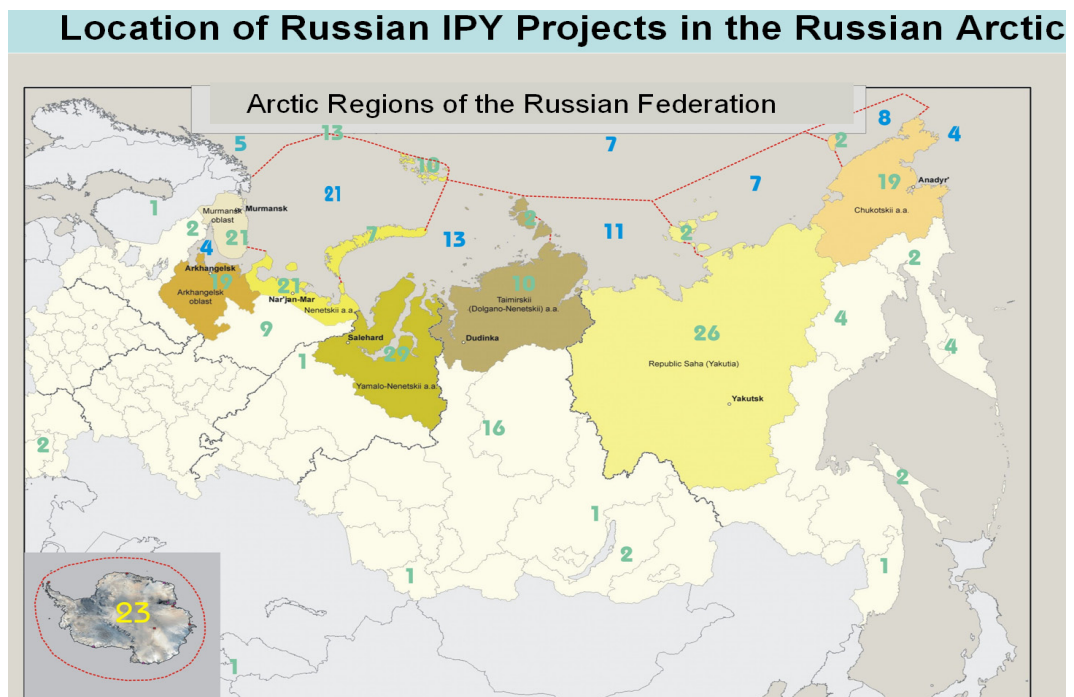 Location of Russian IPY Projects in the Russian Arctic
Arctic Regions of the Russian Federation
5
13
7
8
4
2
10
1
21
7
19
Anadyr'
Chukotskii a.a.
Murmansk
oblast
Murmansk
2
21
4
7
13
2
11
2
2
Arkhangelsk
19
Arkhangelsk
oblast
21
Nar'jan-Mar
Nenetskii a.a.
10
Taimirskii
(Dolgano-Nenetskii) a.a.
9
Salehard
29
Dudinka
26
4
4
1
Republic Saha (Yakutia)
Yamalo-Nenetskii a.a.
Yakutsk
16
2
2
1
2
1
1
23
1